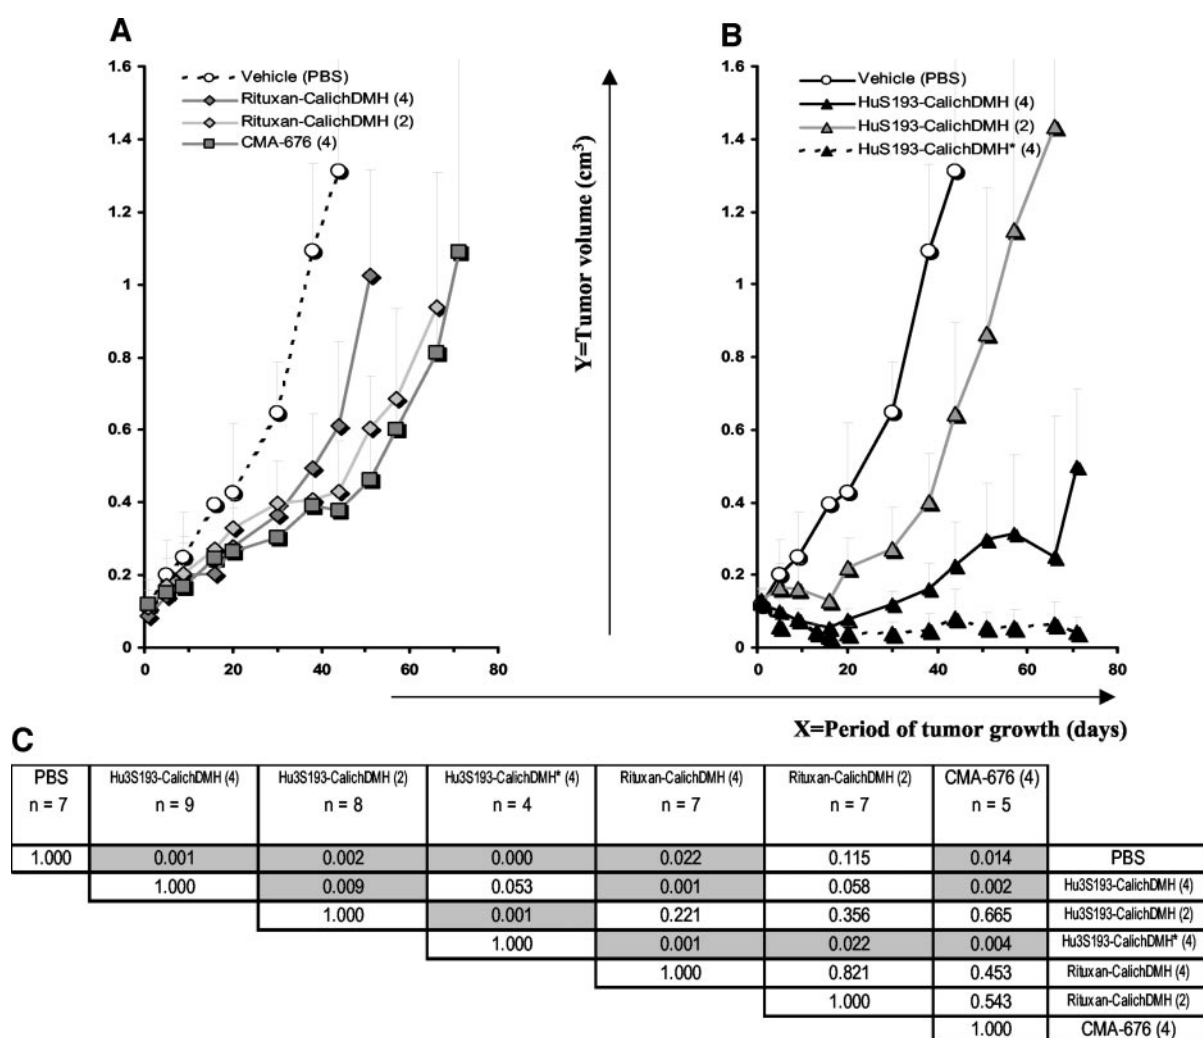 A
B
1.6
1.4
1.2
1
0.8
0.6
0.4
0.2
0
0
20
40
60
80
Vehicle (PBS)
Rituxan-CalichDMH (4)
Rituxan-CalichDMH (2)
CMA-676 (4)
Y=Tumor volume (cm³)
1.6
1.4
1.2
1
0.8
0.6
0.4
0.2
0
0
20
40
60
80
Vehicle (PBS)
HuS193-CalichDMH (4)
HuS193-CalichDMH (2)
HuS193-CalichDMH* (4)
X=Period of tumor growth (days)
C
PBS Hu3S193-CalichDMH (4) Hu3S193-CalichDMH (2) Hu3S193-CalichDMH* (4) Rituxan-CalichDMH (4) Rituxan-CalichDMH (2) CMA-676 (4)
n = 7 n = 9 n = 8 n = 4 n = 7 n = 7 n = 5
1.000 0.001 0.002 0.000 0.022 0.115 0.014 PBS
1.000 0.009 0.053 0.001 0.058 0.002 Hu3S193-CalichDMH (4)
1.000 0.001 0.221 0.356 0.665 Hu3S193-CalichDMH (2)
1.000 0.001 0.022 0.004 Hu3S193-CalichDMH* (4)
1.000 0.821 0.453 Rituxan-CalichDMH (4)
1.000 0.543 Rituxan-CalichDMH (2)
1.000 CMA-676 (4)